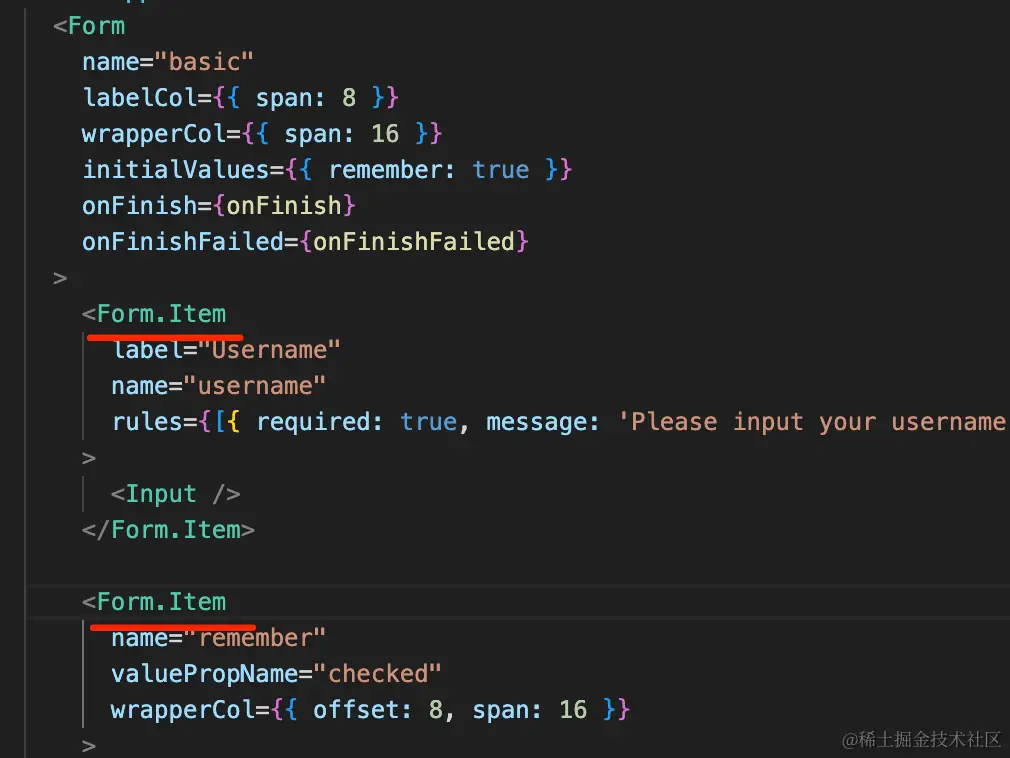 <Form
name="basic"
labelCol={{ span: 8 }}
wrapperCol={{ span: 16 }}
initialValues={{ remember: true }}
onFinish={onFinish}
onFinishFailed={onFinishFailed}
>
<Form.Item
label="Username"
name="username"
rules={[{ required: true, message: 'Please input your username
>
<Input />
</Form.Item>
<Form.Item
name="remember"
valuePropName="checked"
wrapperCol={{ offset: 8, span: 16 }}
>
@稀土掘金技术社区